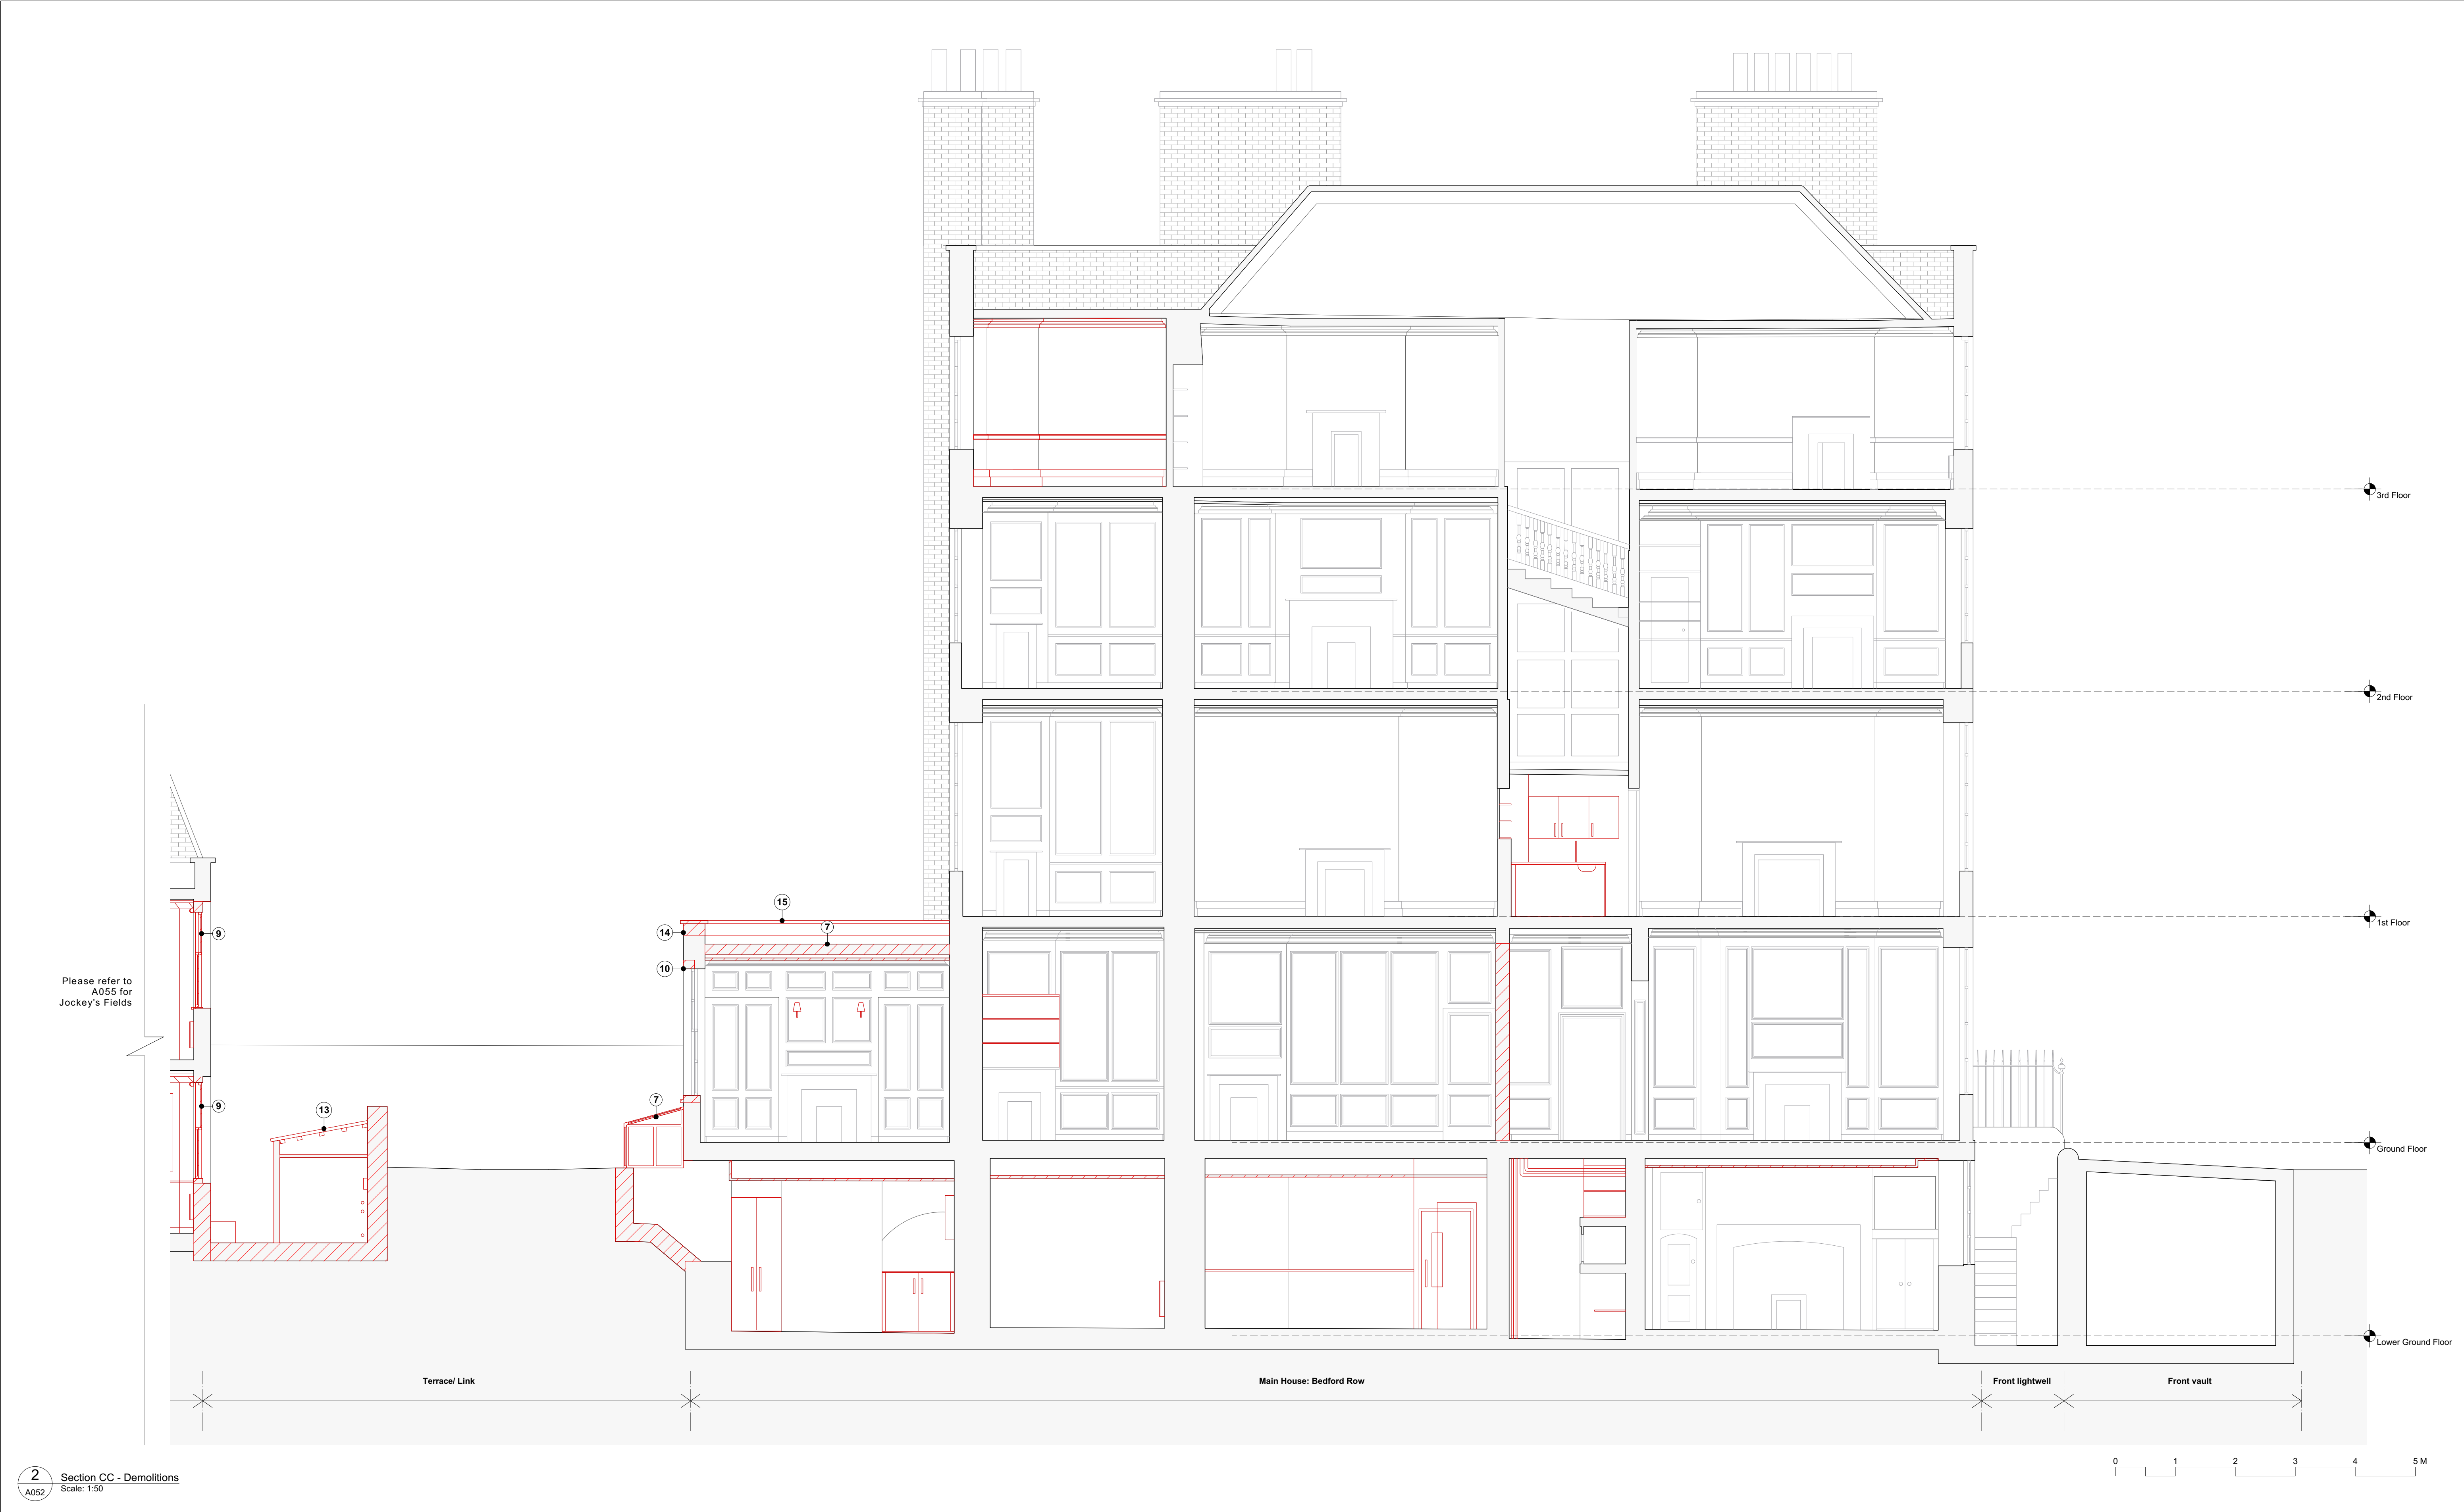 3rd Floor
2nd Floor
15
7
14
9
1st Floor
10
Please refer to
A055 for
Jockey's Fields
7
9
13
Ground Floor
Lower Ground Floor
Terrace/ Link
Main House: Bedford Row
Front lightwell
Front vault
0 1 2 3 4 5 M
2
A052
Section CC - Demolitions
Scale: 1:50